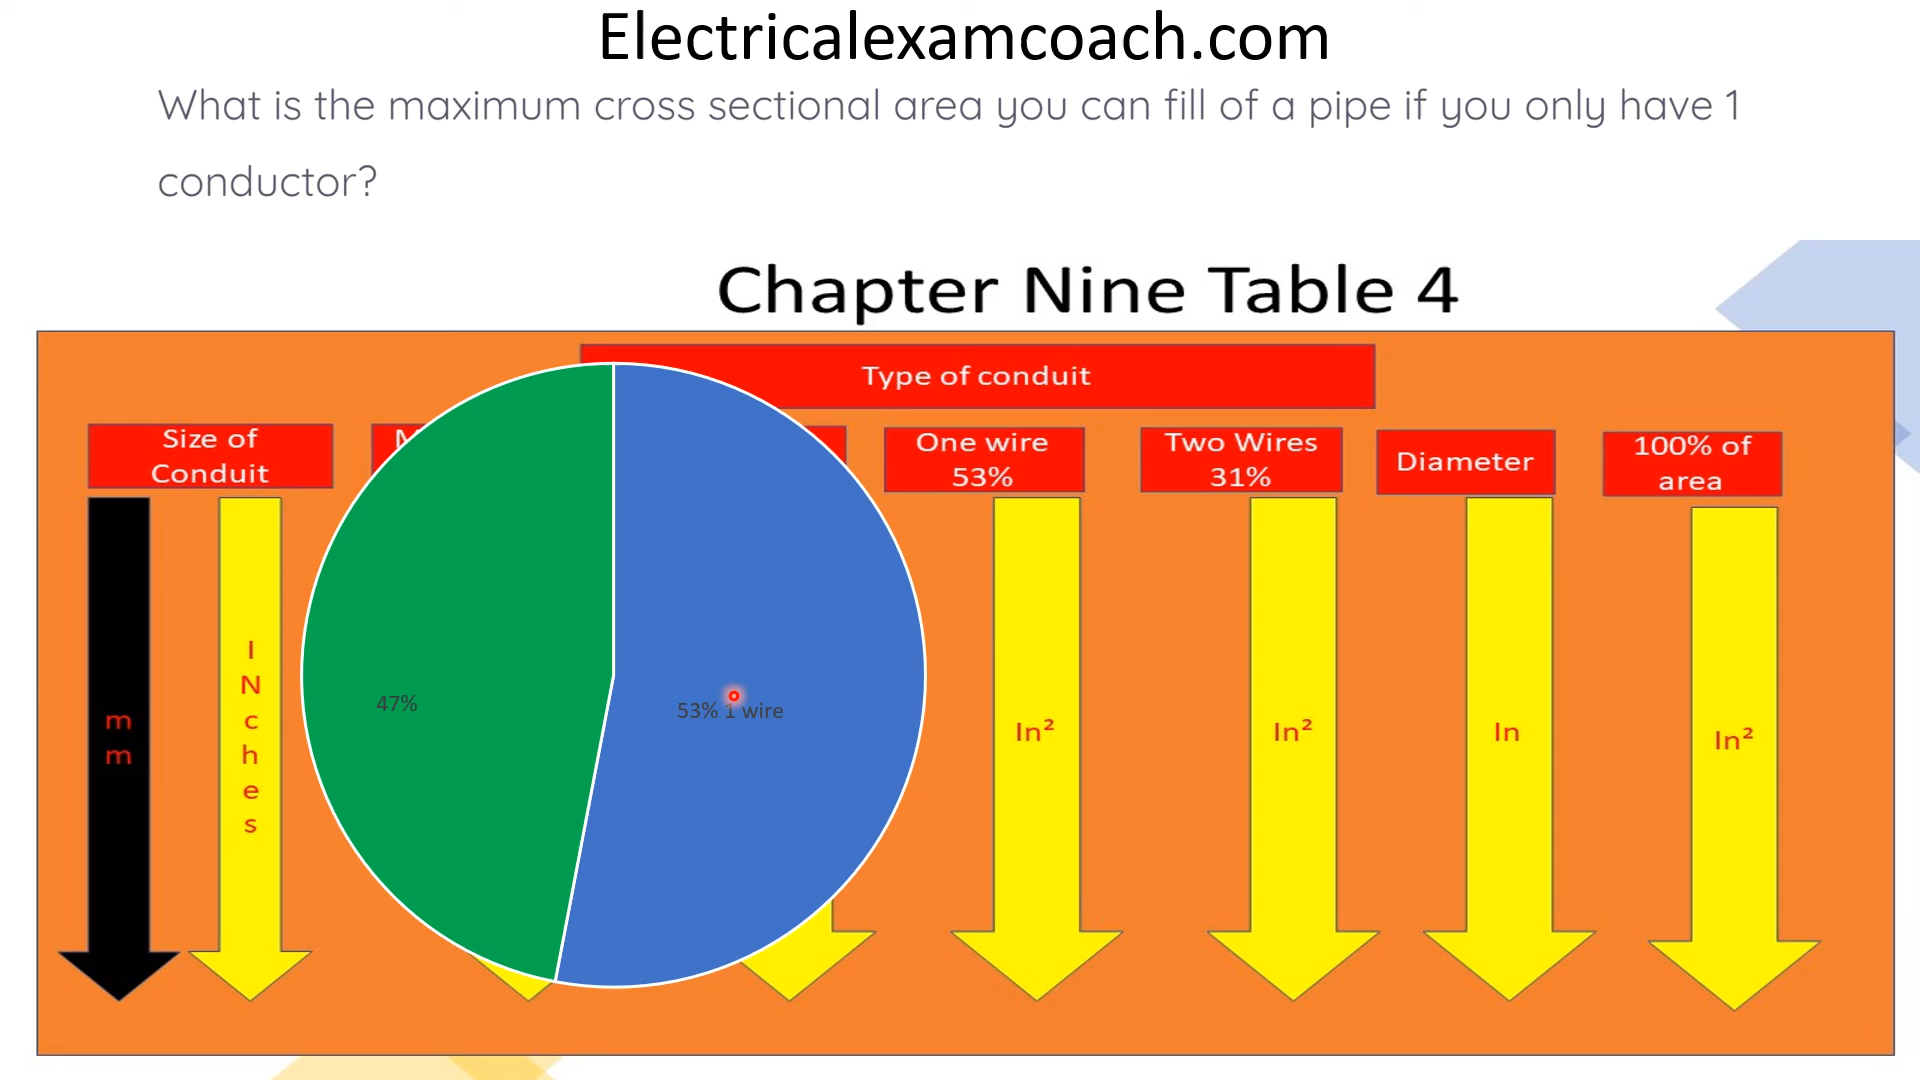 Electricalexamcoach.com
What is the maximum cross sectional area you can fill of a pipe if you only have 1
conductor?
Chapter Nine Table 4
Type of conduit
Size of
Conduit
M
One wire
53%
Two Wires
31%
Diameter
100% of
area
m
m
I
N
c
h
e
s
47%
53% 1 wire
In²
In²
In
In²